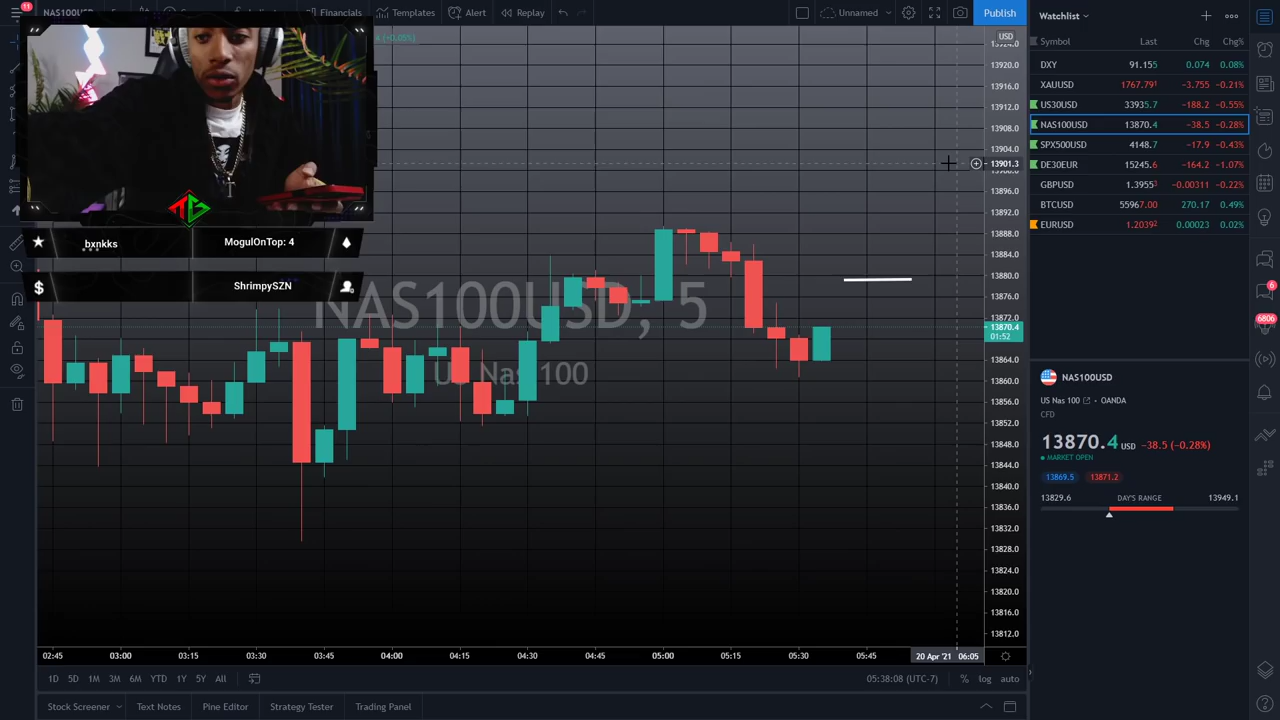 11
NAS100USD
Financials
Templates
Alert
Replay
Unnamed
Publish
(+0.05%)
bxnkks
MogulOnTop: 4
$
ShrimpySZN
TG
NAS100USD, 5
US Nas 100
USD
13924.0
13920.0
13916.0
13912.0
13908.0
13904.0
13901.3
13900.0
13896.0
13892.0
13888.0
13884.0
13880.0
13876.0
13872.0
13870.4
01:52
13864.0
13860.0
13856.0
13852.0
13848.0
13844.0
13840.0
13836.0
13832.0
13828.0
13824.0
13820.0
13816.0
13812.0
02:45 03:00 03:15 03:30 03:45 04:00 04:15 04:30 04:45 05:00 05:15 05:30 05:45 20 Apr '21 06:05
1D 5D 1M 3M 6M YTD 1Y 5Y All
05:38:08 (UTC-7) % log auto
Stock Screener Text Notes Pine Editor Strategy Tester Trading Panel
Watchlist
Symbol Last Chg Chg%
DXY 91.155 0.074 0.08%
XAUUSD 1767.791 −3.755 −0.21%
US30USD 33935.7 −188.2 −0.55%
NAS100USD 13870.4 −38.5 −0.28%
SPX500USD 4148.7 −17.9 −0.43%
DE30EUR 15245.6 −164.2 −1.07%
GBPUSD 1.39553 −0.00311 −0.22%
BTCUSD 55967.00 270.17 0.49%
EURUSD 1.20392 0.00023 0.02%
NAS100USD
US Nas 100 • OANDA
CFD
13870.4 USD −38.5 (−0.28%)
MARKET OPEN
13869.5 13871.2
13829.6 DAY'S RANGE 13949.1
6
6806